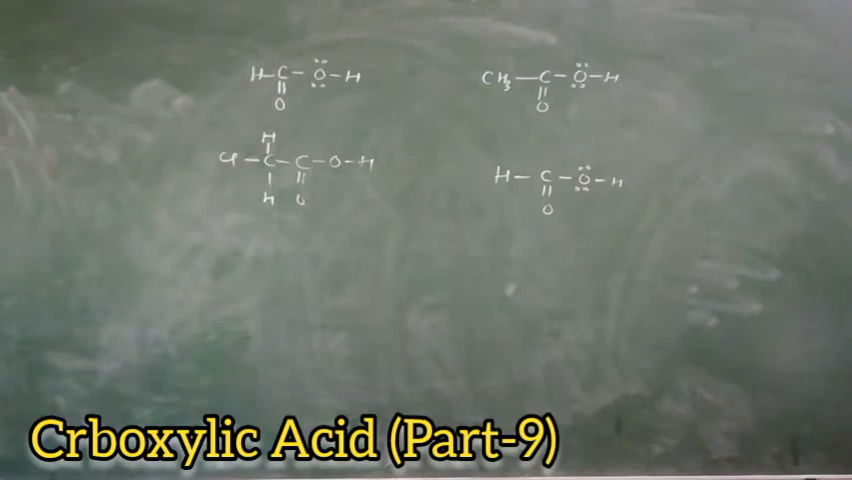 H–C–O–H
O
CH₃–C–O–H
O
H
Cl–C–C–O–H
H O
H–C–O–H
O
Crboxylic Acid (Part-9)